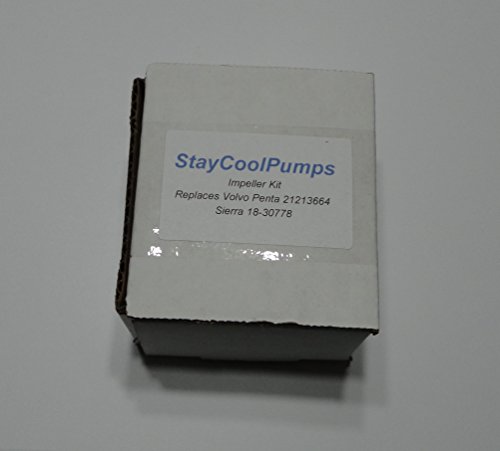 StayCoolPumps
Impeller Kit
Replaces Volvo Penta 21213664
Sierra 18-30778